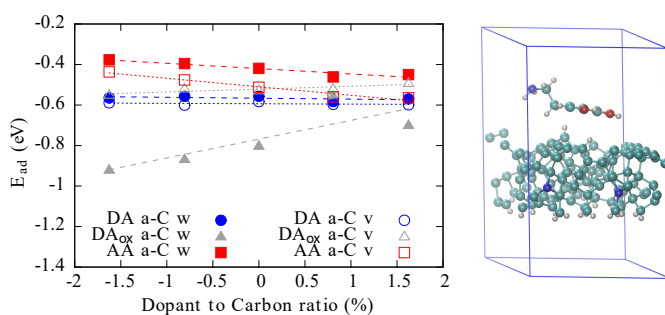 -0.2
-0.4
-0.6
-0.8
-1
-1.2
-1.4
E_ad (eV)
DA a-C w
DA a-C v
DA_ox a-C w
DA_ox a-C v
AA a-C w
AA a-C v
-2 -1.5 -1 -0.5 0 0.5 1 1.5 2
Dopant to Carbon ratio (%)